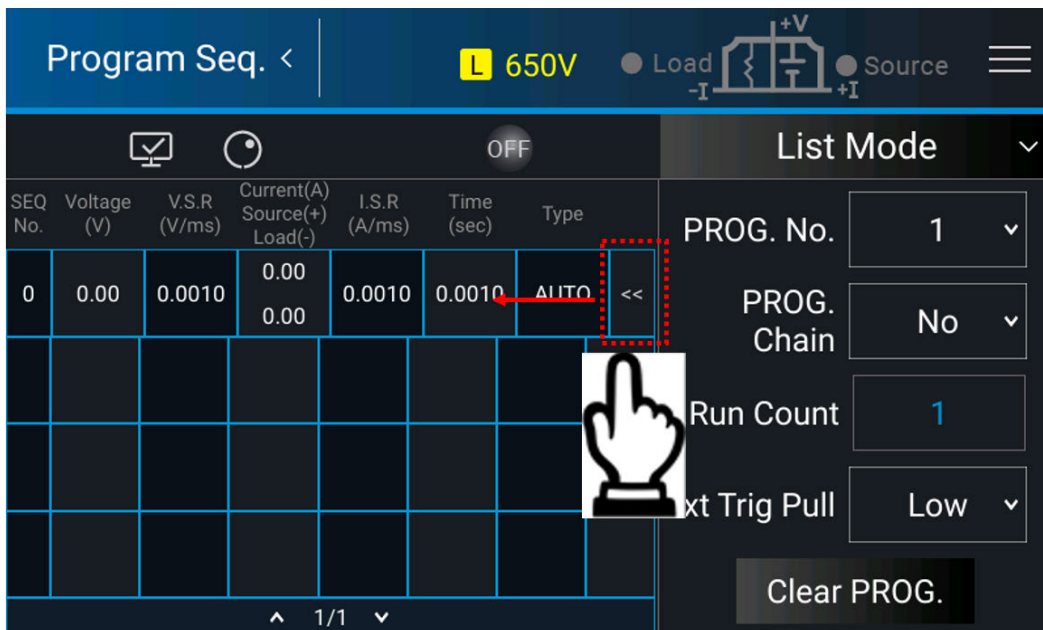 Program Seq. <
L 650V
Load
-I
+V
+I
Source
OFF
List Mode
SEQ No.
Voltage (V)
V.S.R (V/ms)
Current(A) Source(+) Load(-)
I.S.R (A/ms)
Time (sec)
Type
0
0.00
0.0010
0.00
0.00
0.0010
0.0010
AUTO
<<
1/1
PROG. No.
1
PROG.
Chain
No
Run Count
1
xt Trig Pull
Low
Clear PROG.